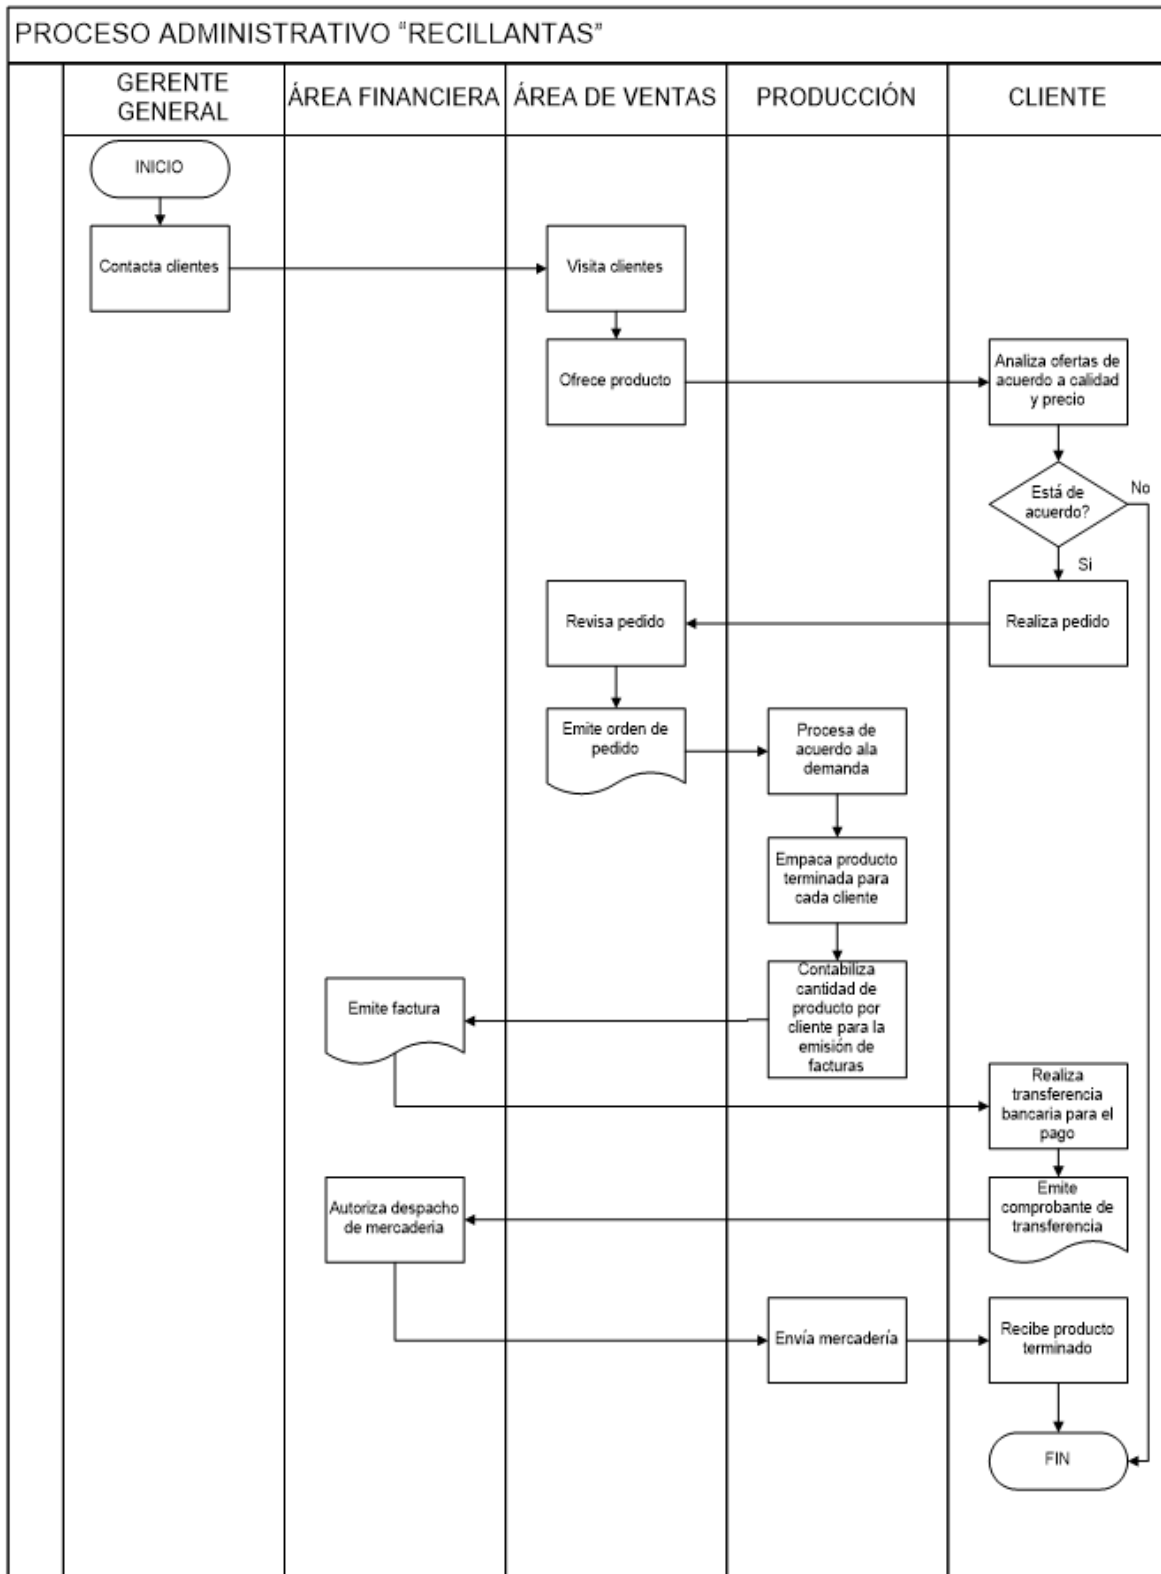 PROCESO ADMINISTRATIVO “RECILLANTAS”
GERENTE
GENERAL
ÁREA FINANCIERA
ÁREA DE VENTAS
PRODUCCIÓN
CLIENTE
INICIO
Contacta clientes
Visita clientes
Ofrece producto
Analiza ofertas de
acuerdo a calidad
y precio
Está de
acuerdo?
No
Si
Realiza pedido
Revisa pedido
Emite orden de
pedido
Procesa de
acuerdo ala
demanda
Empaca producto
terminada para
cada cliente
Contabiliza
cantidad de
producto por
cliente para la
emisión de
facturas
Emite factura
Realiza
transferencia
bancaria para el
pago
Emite
comprobante de
transferencia
Autoriza despacho
de mercaderia
Envía mercadería
Recibe producto
terminado
FIN